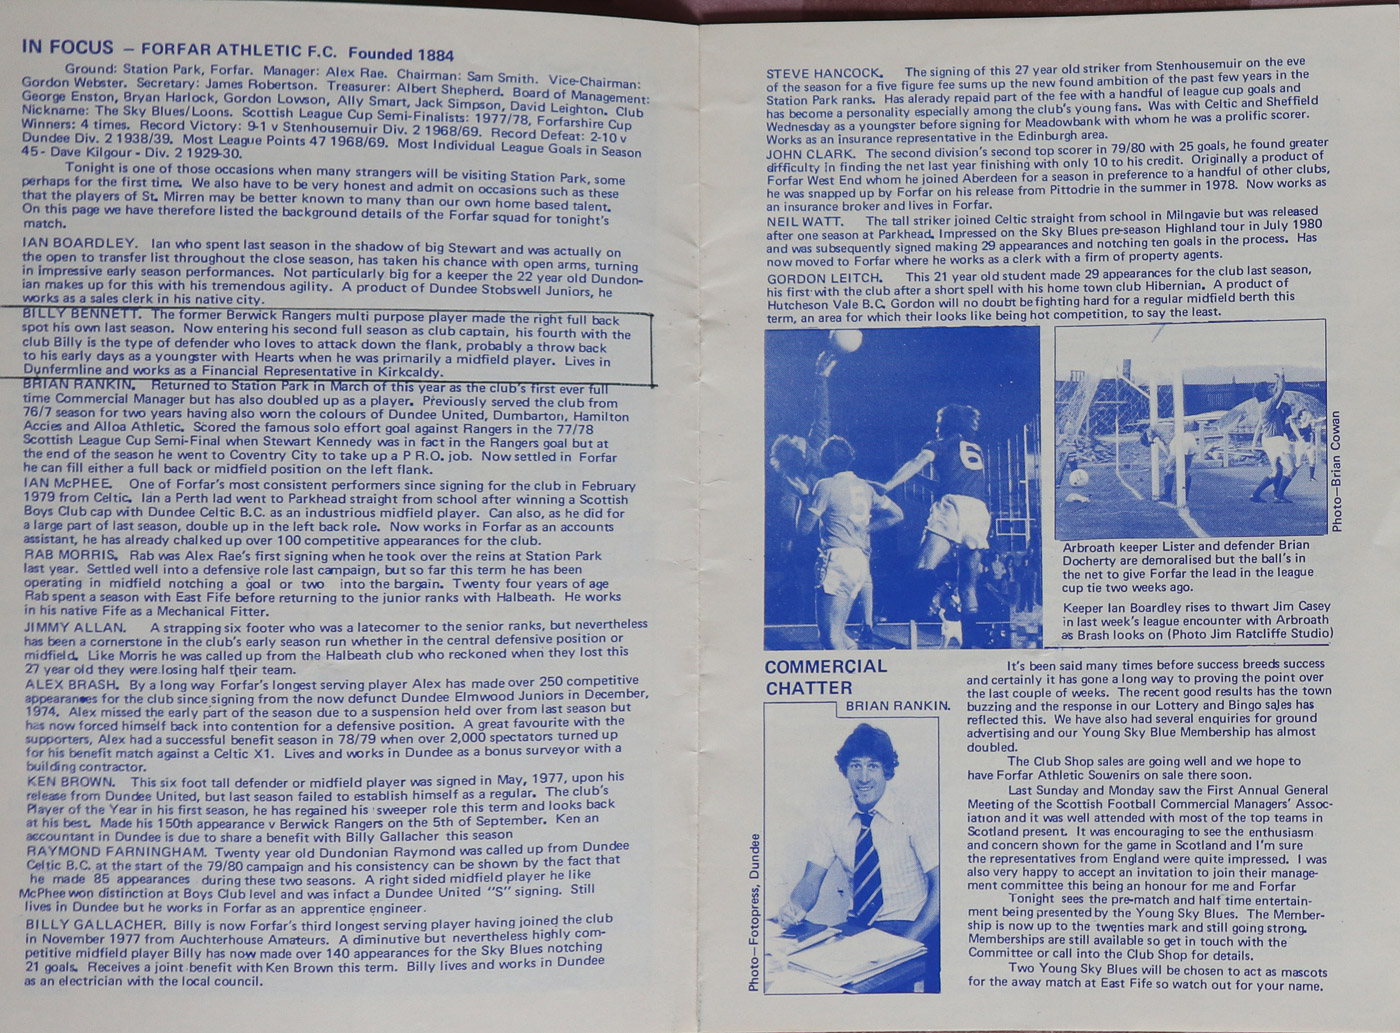 IN FOCUS – FORFAR ATHLETIC F.C. Founded 1884
Ground: Station Park, Forfar. Manager: Alex Rae. Chairman: Sam Smith. Vice-Chairman:
Gordon Webster. Secretary: James Robertson. Treasurer: Albert Shepherd. Board of Management:
George Enston, Bryan Harlock, Gordon Lowson, Ally Smart, Jack Simpson, David Leighton. Club
Nickname: The Sky Blues/Loons. Scottish League Cup Semi-Finalists: 1977/78, Forfarshire Cup
Winners: 4 times. Record Victory: 9-1 v Stenhousemuir Div. 2 1968/69. Record Defeat: 2-10 v
Dundee Div. 2 1938/39. Most League Points 47 1968/69. Most Individual League Goals in Season
45- Dave Kilgour - Div. 2 1929-30.
Tonight is one of those occasions when many strangers will be visiting Station Park, some
perhaps for the first time. We also have to be very honest and admit on occasions such as these
that the players of St. Mirren may be better known to many than our own home based talent.
On this page we have therefore listed the background details of the Forfar squad for tonight's
match.
IAN BOARDLEY. Ian who spent last season in the shadow of big Stewart and was actually on
the open to transfer list throughout the close season, has taken his chance with open arms, turning
in impressive early season performances. Not particularly big for a keeper the 22 year old Dundon-
ian makes up for this with his tremendous agility. A product of Dundee Stobswell Juniors, he
works as a sales clerk in his native city.
BILLY BENNETT. The former Berwick Rangers multi purpose player made the right full back
spot his own last season. Now entering his second full season as club captain, his fourth with the
club Billy is the type of defender who loves to attack down the flank, probably a throw back
to his early days as a youngster with Hearts when he was primarily a midfield player. Lives in
Dunfermline and works as a Financial Representative in Kirkcaldy.
BRIAN RANKIN. Returned to Station Park in March of this year as the club's first ever full
time Commercial Manager but has also doubled up as a player. Previously served the club from
76/7 season for two years having also worn the colours of Dundee United, Dumbarton, Hamilton
Accies and Alloa Athletic. Scored the famous solo effort goal against Rangers in the 77/78
Scottish League Cup Semi-Final when Stewart Kennedy was in fact in the Rangers goal but at
the end of the season he went to Coventry City to take up a P R.O. job. Now settled in Forfar
he can fill either a full back or midfield position on the left flank.
IAN McPHEE. One of Forfar's most consistent performers since signing for the club in February
1979 from Celtic. Ian a Perth lad went to Parkhead straight from school after winning a Scottish
Boys Club cap with Dundee Celtic B.C. as an industrious midfield player. Can also, as he did for
a large part of last season, double up in the left back role. Now works in Forfar as an accounts
assistant, he has already chalked up over 100 competitive appearances for the club.
RAB MORRIS. Rab was Alex Rae's first signing when he took over the reins at Station Park
last year. Settled well into a defensive role last campaign, but so far this term he has been
operating in midfield notching a goal or two into the bargain. Twenty four years of age
Rab spent a season with East Fife before returning to the junior ranks with Halbeath. He works
in his native Fife as a Mechanical Fitter.
JIMMY ALLAN. A strapping six footer who was a latecomer to the senior ranks, but nevertheless
has been a cornerstone in the club's early season run whether in the central defensive position or
midfield. Like Morris he was called up from the Halbeath club who reckoned when they lost this
27 year old they were losing half their team.
ALEX BRASH. By a long way Forfar's longest serving player Alex has made over 250 competitive
appearances for the club since signing from the now defunct Dundee Elmwood Juniors in December,
1974. Alex missed the early part of the season due to a suspension held over from last season but
has now forced himself back into contention for a defensive position. A great favourite with the
supporters, Alex had a successful benefit season in 78/79 when over 2,000 spectators turned up
for his benefit match against a Celtic X1. Lives and works in Dundee as a bonus surveyor with a
building contractor.
KEN BROWN. This six foot tall defender or midfield player was signed in May, 1977, upon his
release from Dundee United, but last season failed to establish himself as a regular. The club's
Player of the Year in his first season, he has regained his sweeper role this term and looks back
at his best. Made his 150th appearance v Berwick Rangers on the 5th of September. Ken an
accountant in Dundee is due to share a benefit with Billy Gallacher this season
RAYMOND FARNINGHAM. Twenty year old Dundonian Raymond was called up from Dundee
Celtic B.C. at the start of the 79/80 campaign and his consistency can be shown by the fact that
he made 85 appearances during these two seasons. A right sided midfield player he like
McPhee won distinction at Boys Club level and was infact a Dundee United "S" signing. Still
lives in Dundee but he works in Forfar as an apprentice engineer.
BILLY GALLACHER. Billy is now Forfar's third longest serving player having joined the club
in November 1977 from Auchterhouse Amateurs. A diminutive but nevertheless highly com-
petitive midfield player Billy has now made over 140 appearances for the Sky Blues notching
21 goals. Receives a joint benefit with Ken Brown this term. Billy lives and works in Dundee
as an electrician with the local council.
STEVE HANCOCK. The signing of this 27 year old striker from Stenhousemuir on the eve
of the season for a five figure fee sums up the new found ambition of the past few years in the
Station Park ranks. Has alerady repaid part of the fee with a handful of league cup goals and
has become a personality especially among the club's young fans. Was with Celtic and Sheffield
Wednesday as a youngster before signing for Meadowbank with whom he was a prolific scorer.
Works as an insurance representative in the Edinburgh area.
JOHN CLARK. The second division's second top scorer in 79/80 with 25 goals, he found greater
difficulty in finding the net last year finishing with only 10 to his credit. Originally a product of
Forfar West End whom he joined Aberdeen for a season in preference to a handful of other clubs,
he was snapped up by Forfar on his release from Pittodrie in the summer in 1978. Now works as
an insurance broker and lives in Forfar.
NEIL WATT. The tall striker joined Celtic straight from school in Milngavie but was released
after one season at Parkhead. Impressed on the Sky Blues pre-season Highland tour in July 1980
and was subsequently signed making 29 appearances and notching ten goals in the process. Has
now moved to Forfar where he works as a clerk with a firm of property agents.
GORDON LEITCH. This 21 year old student made 29 appearances for the club last season,
his first with the club after a short spell with his home town club Hibernian. A product of
Hutcheson Vale B.C. Gordon will no doubt be fighting hard for a regular midfield berth this
term, an area for which their looks like being hot competition, to say the least.
6
5
Photo—Brian Cowan
Arbroath keeper Lister and defender Brian
Docherty are demoralised but the ball's in
the net to give Forfar the lead in the league
cup tie two weeks ago.
Keeper Ian Boardley rises to thwart Jim Casey
in last week's league encounter with Arbroath
as Brash looks on (Photo Jim Ratcliffe Studio)
COMMERCIAL
CHATTER
BRIAN RANKIN.
Photo—Fotopress, Dundee
It's been said many times before success breeds success
and certainly it has gone a long way to proving the point over
the last couple of weeks. The recent good results has the town
buzzing and the response in our Lottery and Bingo sales has
reflected this. We have also had several enquiries for ground
advertising and our Young Sky Blue Membership has almost
doubled.
The Club Shop sales are going well and we hope to
have Forfar Athletic Souvenirs on sale there soon.
Last Sunday and Monday saw the First Annual General
Meeting of the Scottish Football Commercial Managers' Assoc-
iation and it was well attended with most of the top teams in
Scotland present. It was encouraging to see the enthusiasm
and concern shown for the game in Scotland and I'm sure
the representatives from England were quite impressed. I was
also very happy to accept an invitation to join their manage-
ment committee this being an honour for me and Forfar
Tonight sees the pre-match and half time entertain-
ment being presented by the Young Sky Blues. The Member-
ship is now up to the twenties mark and still going strong.
Memberships are still available so get in touch with the
Committee or call into the Club Shop for details.
Two Young Sky Blues will be chosen to act as mascots
for the away match at East Fife so watch out for your name.